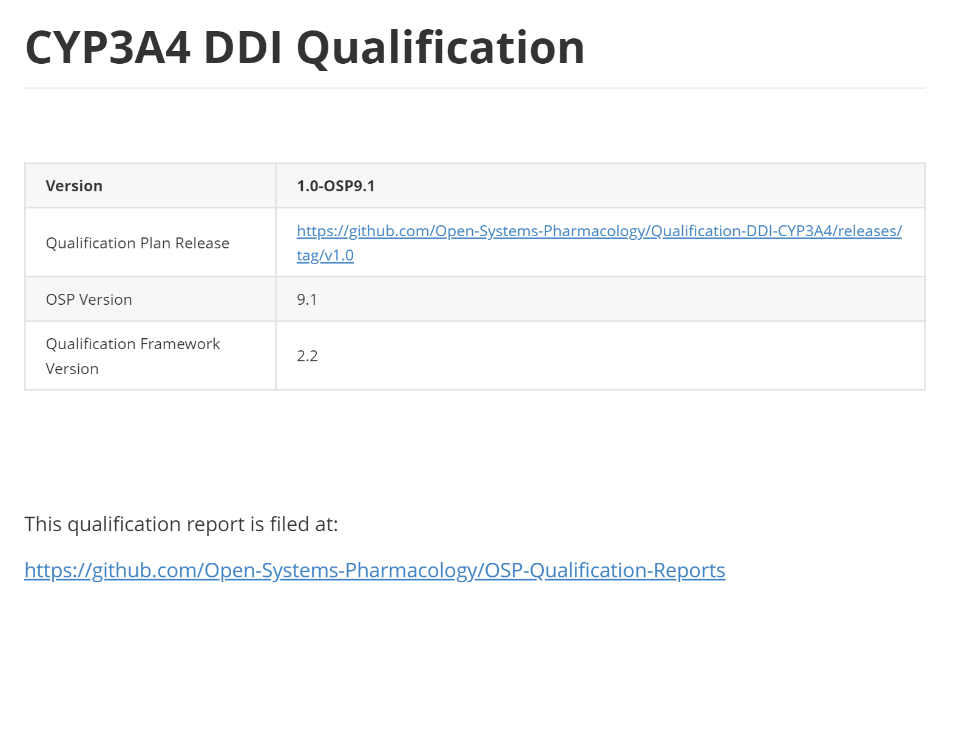 CYP3A4 DDI Qualification
Version 1.0-OSP9.1
Qualification Plan Release https://github.com/Open-Systems-Pharmacology/Qualification-DDI-CYP3A4/releases/
tag/v1.0
OSP Version 9.1
Qualification Framework
Version
2.2
This qualification report is filed at:
https://github.com/Open-Systems-Pharmacology/OSP-Qualification-Reports